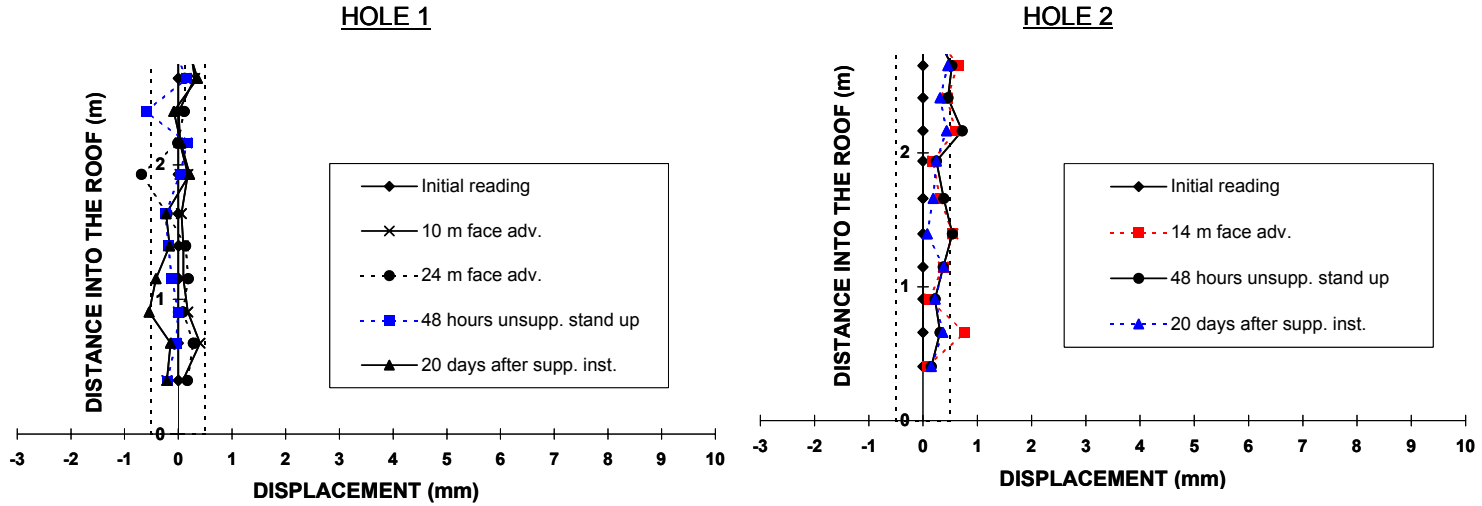 HOLE 1
DISTANCE INTO THE ROOF (m)
2
1
0
Initial reading
10 m face adv.
24 m face adv.
48 hours unsupp. stand up
20 days after supp. inst.
-3 -2 -1 0 1 2 3 4 5 6 7 8 9 10
DISPLACEMENT (mm)
HOLE 2
DISTANCE INTO THE ROOF (m)
2
1
0
Initial reading
14 m face adv.
48 hours unsupp. stand up
20 days after supp. inst.
-3 -2 -1 0 1 2 3 4 5 6 7 8 9 10
DISPLACEMENT (mm)